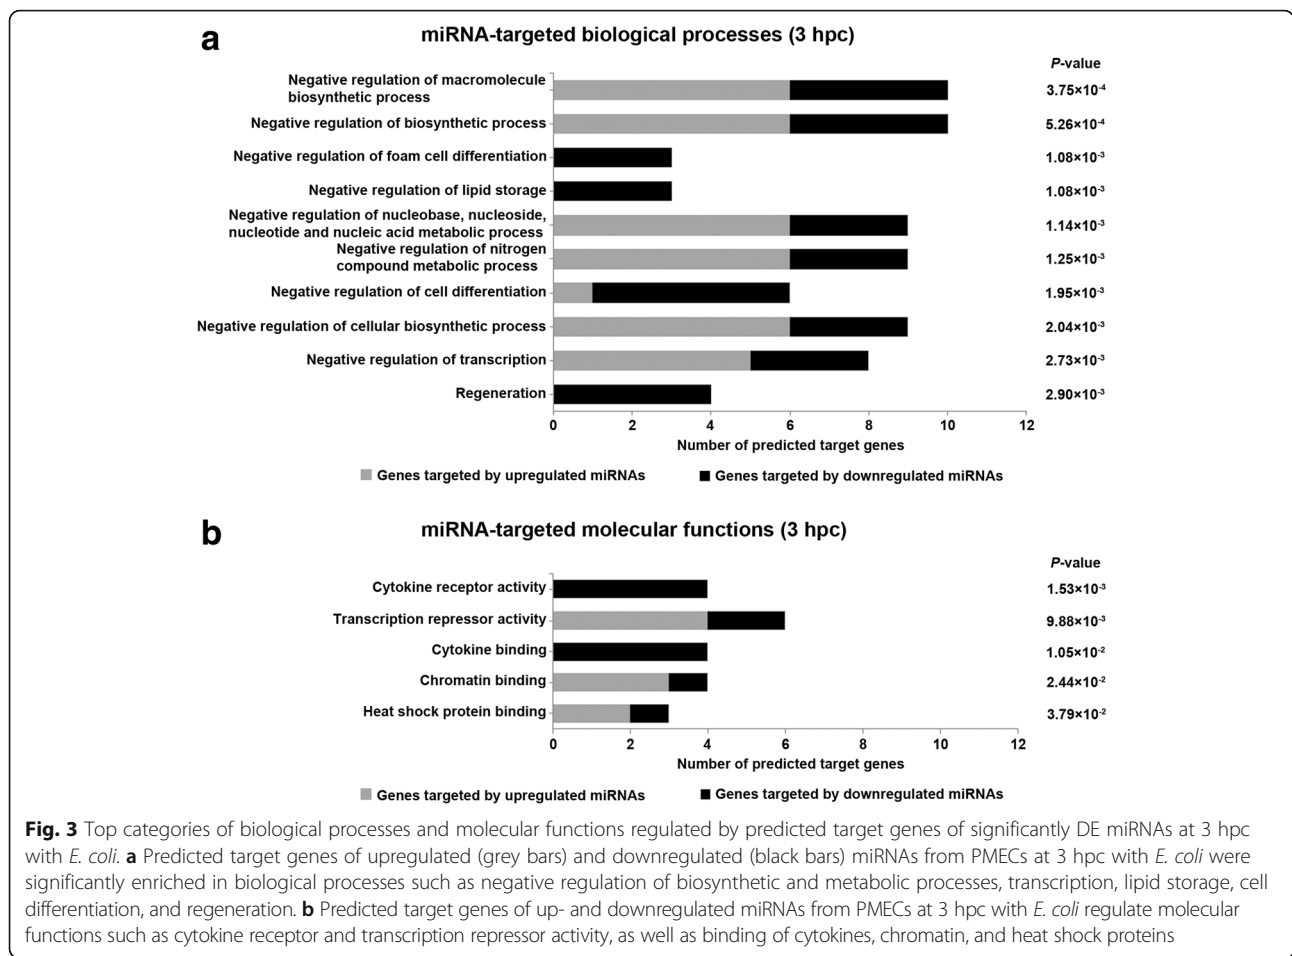 a
miRNA-targeted biological processes (3 hpc)
P-value
Negative regulation of macromolecule
biosynthetic process
3.75×10⁻⁴
Negative regulation of biosynthetic process
5.26×10⁻⁴
Negative regulation of foam cell differentiation
1.08×10⁻³
Negative regulation of lipid storage
1.08×10⁻³
Negative regulation of nucleobase, nucleoside,
nucleotide and nucleic acid metabolic process
1.14×10⁻³
Negative regulation of nitrogen
compound metabolic process
1.25×10⁻³
Negative regulation of cell differentiation
1.95×10⁻³
Negative regulation of cellular biosynthetic process
2.04×10⁻³
Negative regulation of transcription
2.73×10⁻³
Regeneration
2.90×10⁻³
0 2 4 6 8 10 12
Number of predicted target genes
Genes targeted by upregulated miRNAs Genes targeted by downregulated miRNAs
b
miRNA-targeted molecular functions (3 hpc)
P-value
Cytokine receptor activity
1.53×10⁻³
Transcription repressor activity
9.88×10⁻³
Cytokine binding
1.05×10⁻²
Chromatin binding
2.44×10⁻²
Heat shock protein binding
3.79×10⁻²
0 2 4 6 8 10 12
Number of predicted target genes
Genes targeted by upregulated miRNAs Genes targeted by downregulated miRNAs
Fig. 3 Top categories of biological processes and molecular functions regulated by predicted target genes of significantly DE miRNAs at 3 hpc
with E. coli. a Predicted target genes of upregulated (grey bars) and downregulated (black bars) miRNAs from PMECs at 3 hpc with E. coli were
significantly enriched in biological processes such as negative regulation of biosynthetic and metabolic processes, transcription, lipid storage, cell
differentiation, and regeneration. b Predicted target genes of up- and downregulated miRNAs from PMECs at 3 hpc with E. coli regulate molecular
functions such as cytokine receptor and transcription repressor activity, as well as binding of cytokines, chromatin, and heat shock proteins